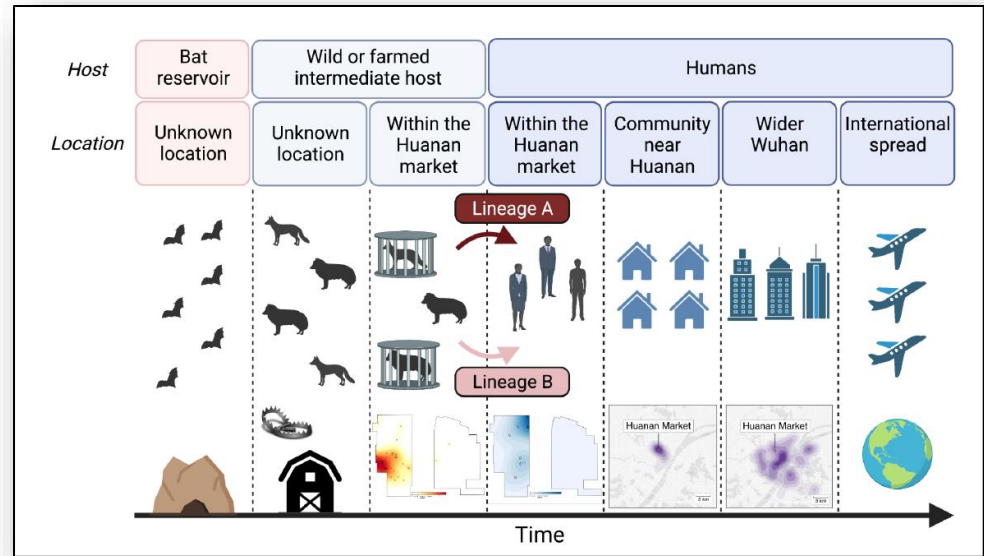 Host
Bat
reservoir
Wild or farmed
intermediate host
Humans
Location
Unknown
location
Unknown
location
Within the
Huanan
market
Within the
Huanan
market
Community
near
Huanan
Wider
Wuhan
International
spread
Lineage A
Lineage B
Huanan Market
Huanan Market
Time